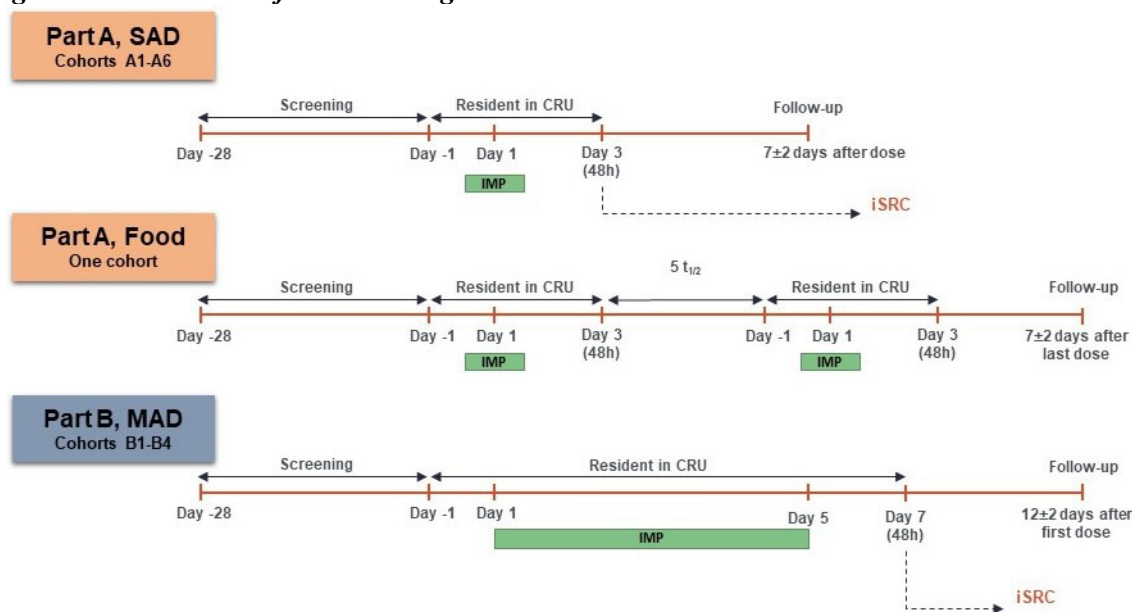 Part A, SAD
Cohorts A1-A6
Screening
Resident in CRU
Follow-up
Day -28
Day -1
Day 1
Day 3
(48h)
7±2 days after dose
IMP
iSRC
Part A, Food
One cohort
5 t1/2
Screening
Resident in CRU
Resident in CRU
Follow-up
Day -28
Day -1
Day 1
Day 3
(48h)
Day -1
Day 1
Day 3
(48h)
7±2 days after
last dose
IMP
IMP
Part B, MAD
Cohorts B1-B4
Screening
Resident in CRU
Follow-up
Day -28
Day -1
Day 1
Day 5
Day 7
(48h)
12±2 days after
first dose
IMP
iSRC